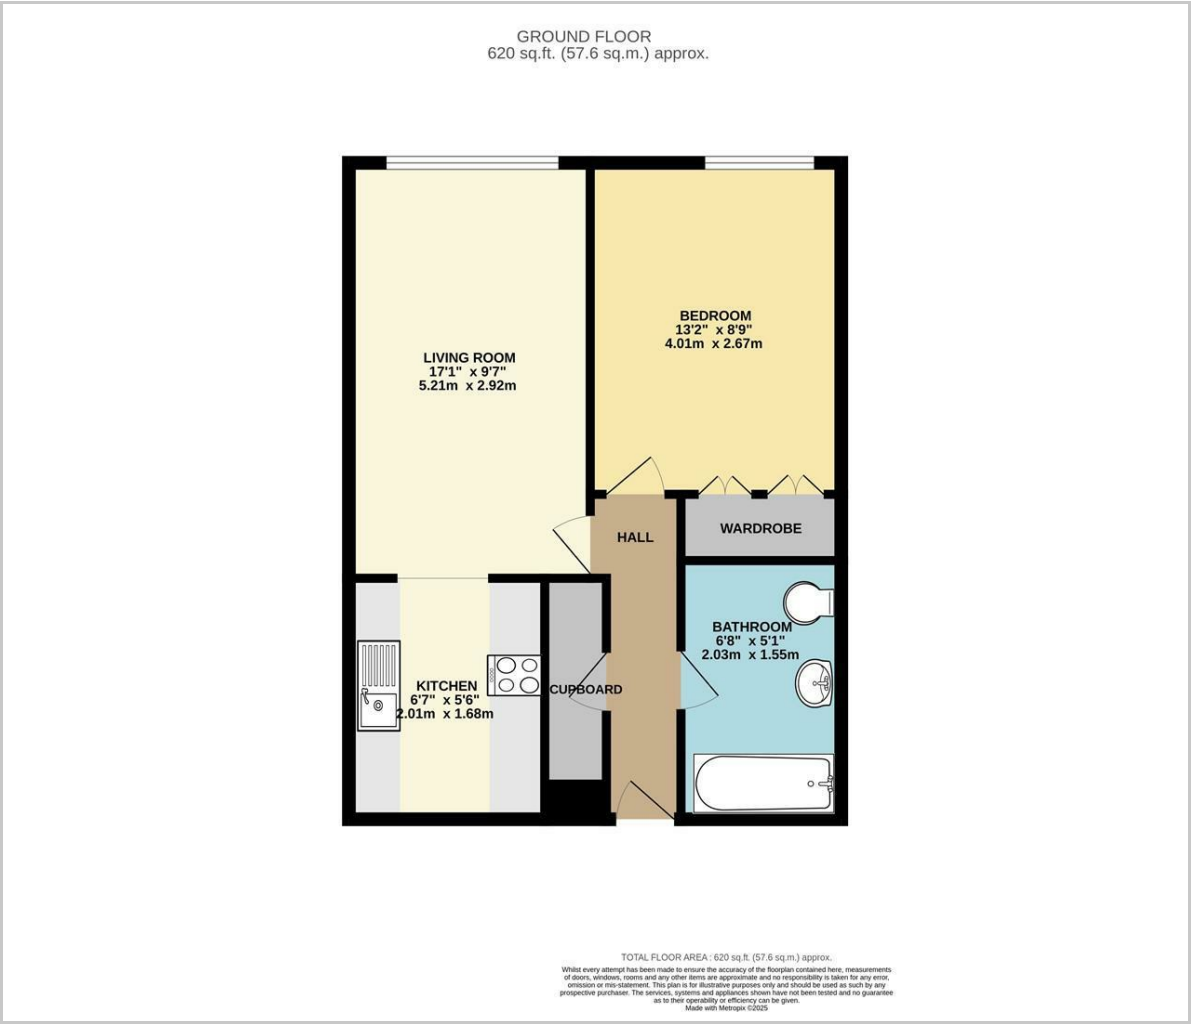 GROUND FLOOR
620 sq.ft. (57.6 sq.m.) approx.
LIVING ROOM
17'1" x 9'7"
5.21m x 2.92m
BEDROOM
13'2" x 8'9"
4.01m x 2.67m
HALL
WARDROBE
BATHROOM
6'8" x 5'1"
2.03m x 1.55m
KITCHEN
6'7" x 5'6"
2.01m x 1.68m
CUPBOARD
TOTAL FLOOR AREA : 620 sq.ft. (57.6 sq.m.) approx.
Whilst every attempt has been made to ensure the accuracy of the floorplan contained here, measurements
of doors, windows, rooms and any other items are approximate and no responsibility is taken for any error,
omission or mis-statement. This plan is for illustrative purposes only and should be used as such by any
prospective purchaser. The services, systems and appliances shown have not been tested and no guarantee
as to their operability or efficiency can be given.
Made with Metropix ©2025